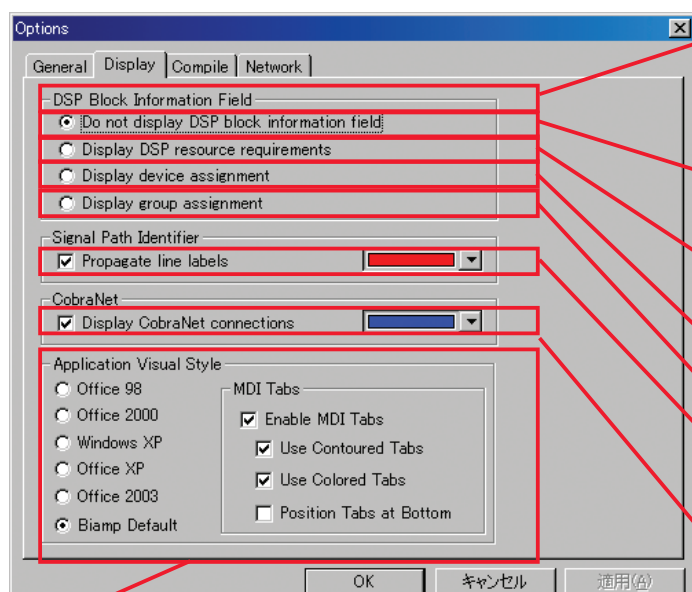 Options
General Display Compile Network
DSP Block Information Field
Do not display DSP block information field
Display DSP resource requirements
Display device assignment
Display group assignment
Signal Path Identifier
Propagate line labels
CobraNet
Display CobraNet connections
Application Visual Style
Office 98
Office 2000
Windows XP
Office XP
Office 2003
Biamp Default
MDI Tabs
Enable MDI Tabs
Use Contoured Tabs
Use Colored Tabs
Position Tabs at Bottom
OK キャンセル 適用(A)